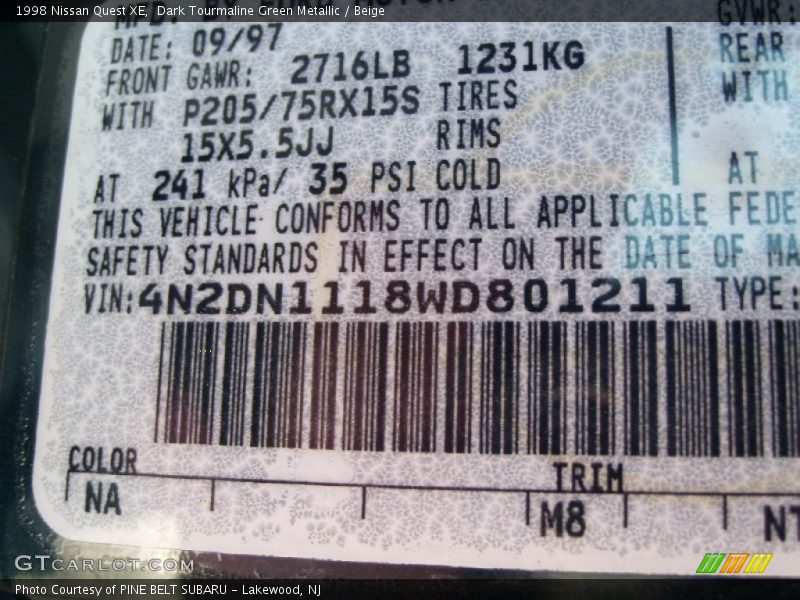 1998 Nissan Quest XE, Dark Tourmaline Green Metallic / Beige
GVWR:
DATE: 09/97
REAR
FRONT GAWR: 2716LB 1231KG
WITH
WITH P205/75RX15S TIRES
15X5.5JJ RIMS
AT 241 kPa/ 35 PSI COLD
AT
THIS VEHICLE CONFORMS TO ALL APPLICABLE FEDE
SAFETY STANDARDS IN EFFECT ON THE DATE OF MA
VIN:4N2DN1118WD801211 TYPE:
COLOR
TRIM
NA M8 NT
GTcarlot.com
Photo Courtesy of PINE BELT SUBARU – Lakewood, NJ